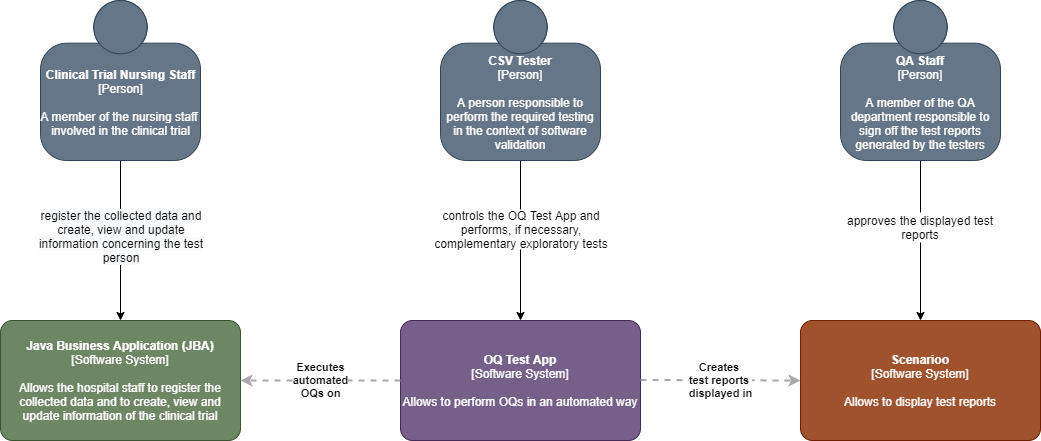 Clinical Trial Nursing Staff
[Person]
A member of the nursing staff
involved in the clinical trial
CSV Tester
[Person]
A person responsible to
perform the required testing
in the context of software
validation
QA Staff
[Person]
A member of the QA
department responsible to
sign off the test reports
generated by the testers
register the collected data and
create, view and update
information concerning the test
person
controls the OQ Test App and
performs, if necessary,
complementary exploratory tests
approves the displayed test
reports
Java Business Application (JBA)
[Software System]
Allows the hospital staff to register the
collected data and to create, view and
update information of the clinical trial
Executes
automated
OQs on
OQ Test App
[Software System]
Allows to perform OQs in an automated way
Creates
test reports
displayed in
Scenarioo
[Software System]
Allows to display test reports